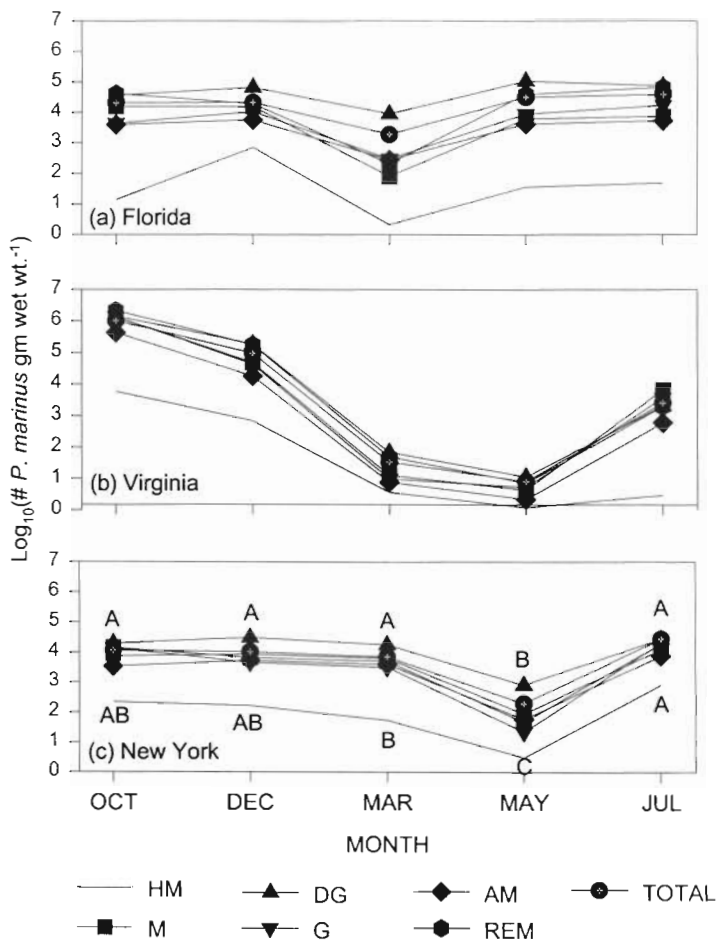 Log10(# P. marinus gm wet wt.-1)
7
6
5
4
3
2
1
0
(a) Florida
7
6
5
4
3
2
1
0
(b) Virginia
7
6
5
4
3
2
1
0
A A A B A
AB AB B C A
(c) New York
OCT DEC MAR MAY JUL
MONTH
HM DG AM TOTAL
M G REM